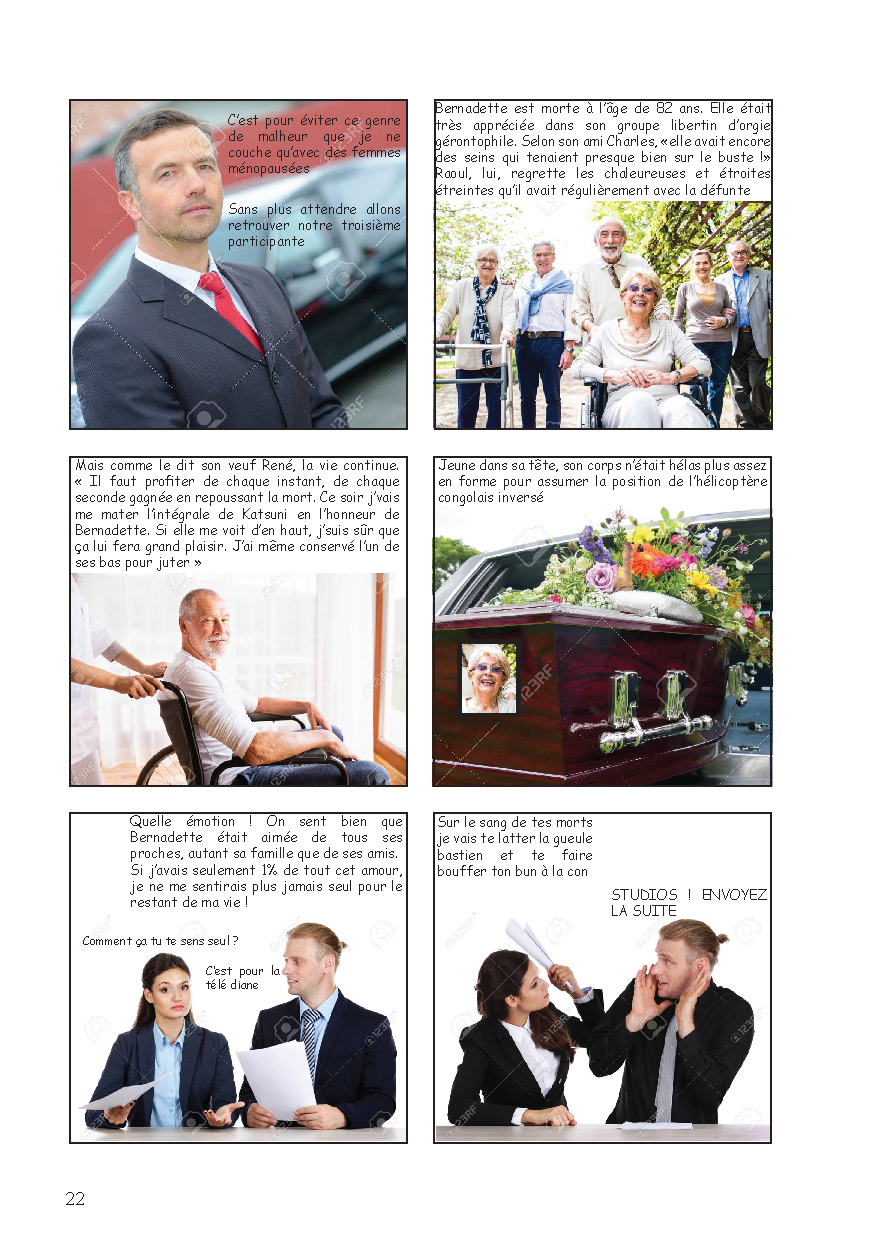 C'est pour éviter ce genre
de malheur que je ne
couche qu'avec des femmes
ménopausées
Sans plus attendre allons
retrouver notre troisième
participante
Bernadette est morte à l'âge de 82 ans. Elle était
très appréciée dans son groupe libertin d'orgie
gérontophile. Selon son ami Charles, « elle avait encore
des seins qui tenaient presque bien sur le buste !»
Raoul, lui, regrette les chaleureuses et étroites
étreintes qu'il avait régulièrement avec la défunte
Mais comme le dit son veuf René, la vie continue.
« Il faut profiter de chaque instant, de chaque
seconde gagnée en repoussant la mort. Ce soir j'vais
me mater l'intégrale de Katsuni en l'honneur de
Bernadette. Si elle me voit d'en haut, j'suis sûr que
ça lui fera grand plaisir. J'ai même conservé l'un de
ses bas pour juter »
Jeune dans sa tête, son corps n'était hélas plus assez
en forme pour assumer la position de l'hélicoptère
congolais inversé
Quelle émotion ! On sent bien que
Bernadette était aimée de tous ses
proches, autant sa famille que de ses amis.
Si j'avais seulement 1% de tout cet amour,
je ne me sentirais plus jamais seul pour le
restant de ma vie !
Comment ça tu te sens seul ?
C'est pour la
télé diane
Sur le sang de tes morts
je vais te latter la gueule
bastien et te faire
bouffer ton bun à la con
STUDIOS ! ENVOYEZ
LA SUITE
123RF
22